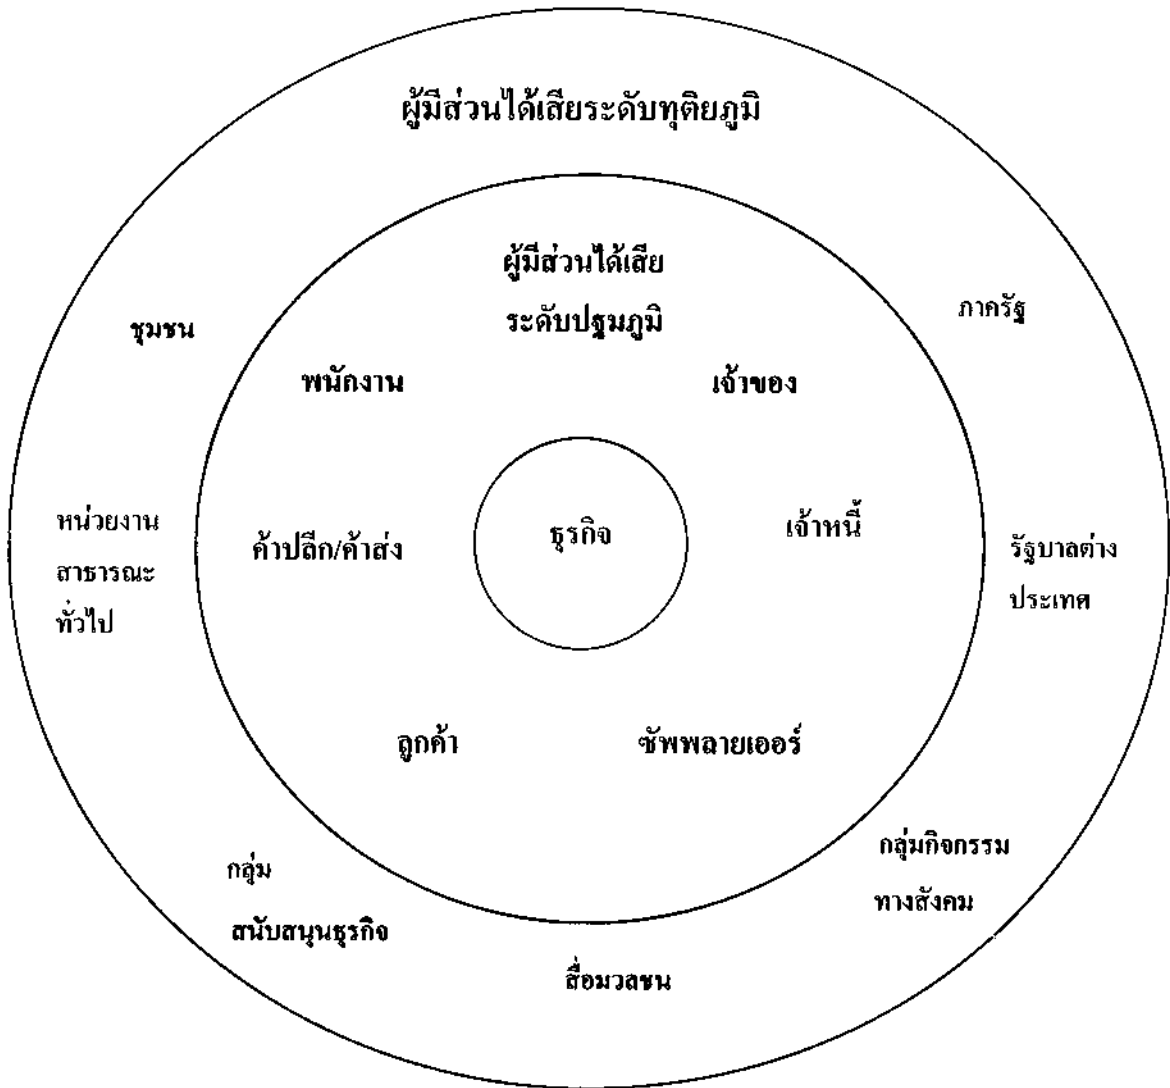 ผู้มีส่วนได้เสียระดับทุติยภูมิ
ผู้มีส่วนได้เสีย
ระดับปฐมภูมิ
ชุมชน
ภาครัฐ
พนักงาน
เจ้าของ
หน่วยงาน
สาธารณะ
ทั่วไป
ค้าปลีก/ค้าส่ง
ธุรกิจ
เจ้าหนี้
รัฐบาลต่าง
ประเทศ
ลูกค้า
ซัพพลายเออร์
กลุ่ม
สนับสนุนธุรกิจ
กลุ่มกิจกรรม
ทางสังคม
สื่อมวลชน